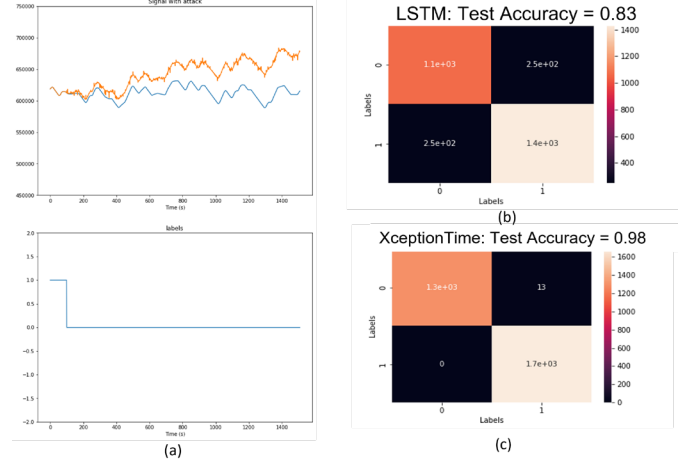 Signal with attack
750000
700000
650000
600000
550000
500000
450000
0 200 400 600 800 1000 1200 1400
Time (s)
labels
2.0
1.5
1.0
0.5
0.0
−0.5
−1.0
−1.5
−2.0
0 200 400 600 800 1000 1200 1400
Time (s)
(a)
LSTM: Test Accuracy = 0.83
Labels
0
1
1.1e+03 2.5e+02
2.5e+02 1.4e+03
0 1
Labels
1400
1200
1000
800
600
400
(b)
XceptionTime: Test Accuracy = 0.98
Labels
0
1
1.3e+03 13
0 1.7e+03
0 1
Labels
1600
1400
1200
1000
800
600
400
200
0
(c)